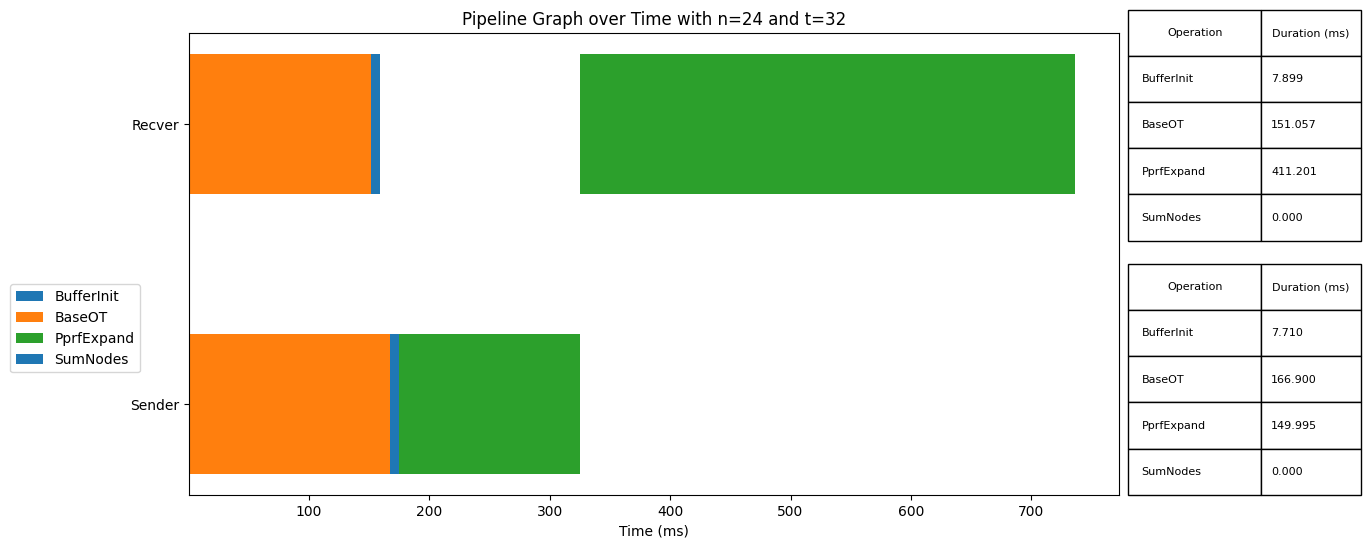 Pipeline Graph over Time with n=24 and t=32
Recver
Sender
BufferInit
BaseOT
PprfExpand
SumNodes
100 200 300 400 500 600 700
Time (ms)
Operation Duration (ms)
BufferInit 7.899
BaseOT 151.057
PprfExpand 411.201
SumNodes 0.000
Operation Duration (ms)
BufferInit 7.710
BaseOT 166.900
PprfExpand 149.995
SumNodes 0.000